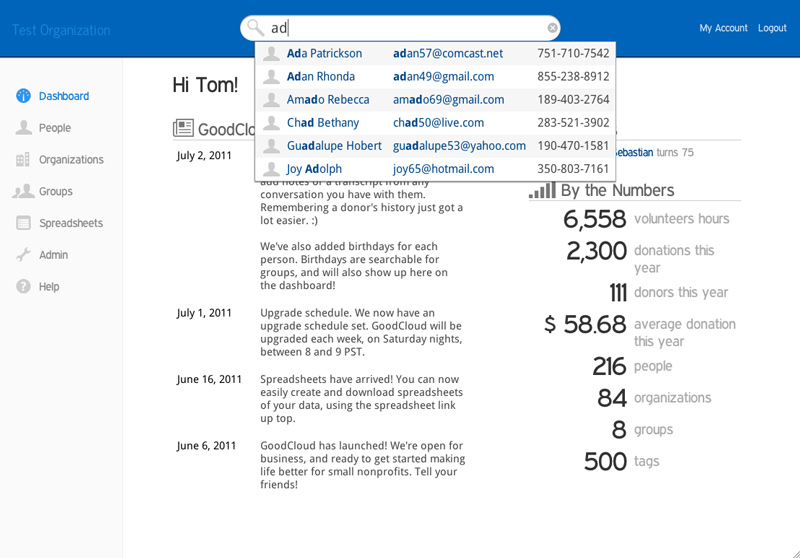 Test Organization
ad
My Account Logout
Ada Patrickson adan57@comcast.net 751-710-7542
Adan Rhonda adan49@gmail.com 855-238-8912
Amado Rebecca amado69@gmail.com 189-403-2764
Chad Bethany chad50@live.com 283-521-3902
Guadalupe Hobert guadalupe53@yahoo.com 190-470-1581
Joy Adolph joy65@hotmail.com 350-803-7161
Dashboard
People
Organizations
Groups
Spreadsheets
Admin
Help
Hi Tom!
July 2, 2011
conversation you have with them.
Remembering a donor's history just got a
lot easier. :)
We've also added birthdays for each
person. Birthdays are searchable for
groups, and will also show up here on
the dashboard!
July 1, 2011
Upgrade schedule. We now have an
upgrade schedule set. GoodCloud will be
upgraded each week, on Saturday nights,
between 8 and 9 PST.
June 16, 2011
Spreadsheets have arrived! You can now
easily create and download spreadsheets
of your data, using the spreadsheet link
up top.
June 6, 2011
GoodCloud has launched! We're open for
business, and ready to get started making
life better for small nonprofits. Tell your
friends!
ebastian turns 75
By the Numbers
6,558 volunteers hours
2,300 donations this
year
111 donors this year
$ 58.68 average donation
this year
216 people
84 organizations
8 groups
500 tags